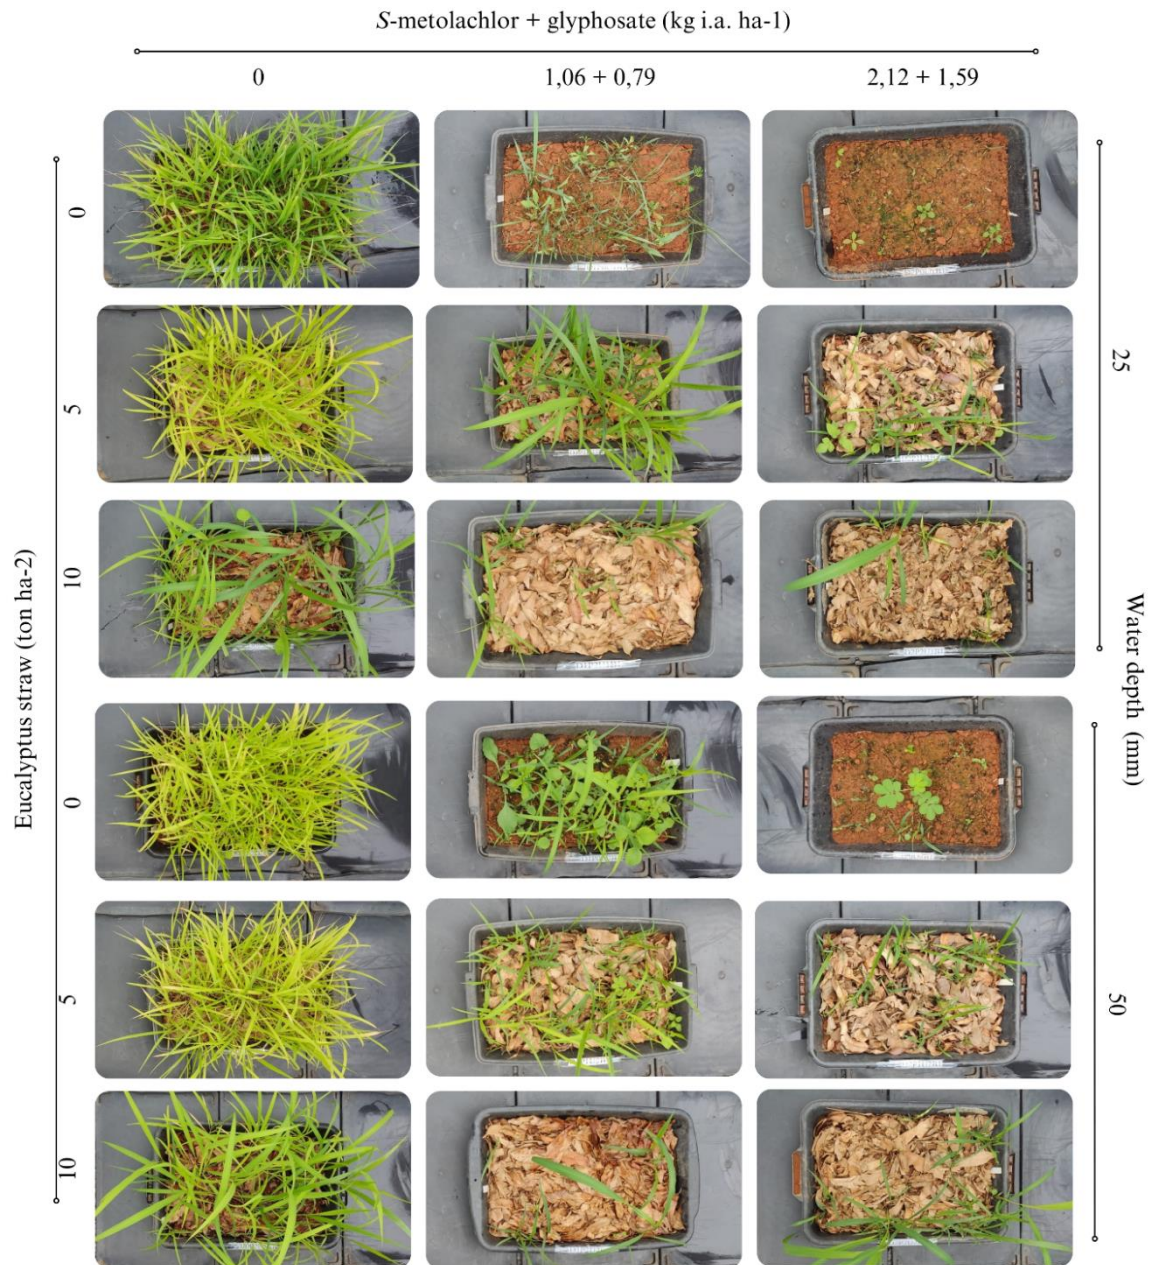 S-metolachlor + glyphosate (kg i.a. ha-1)
0
1,06 + 0,79
2,12 + 1,59
Eucalyptus straw (ton ha-2)
0
5
10
0
5
10
Water depth (mm)
25
50